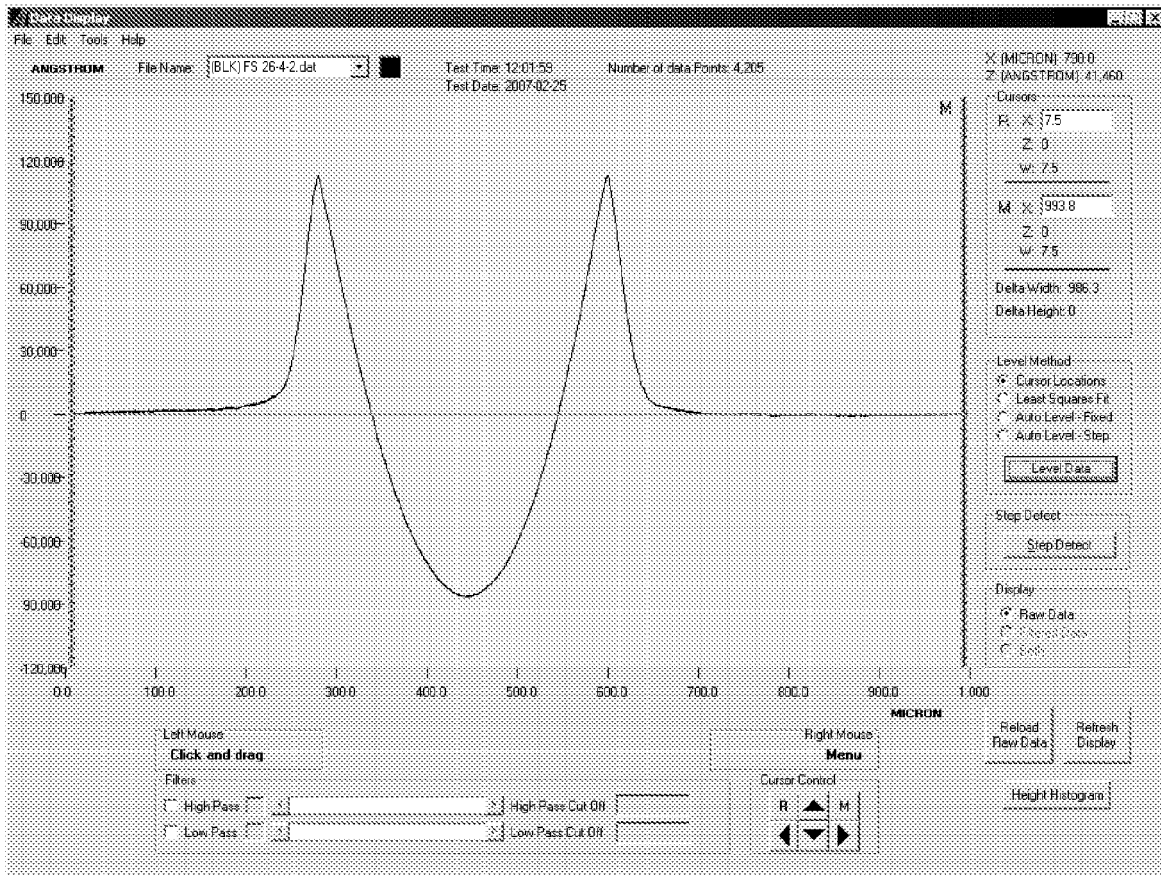 Data Display
File Edit Tools Help
ANGSTROM File Name: (BLK) FS 26-4-2.dat Test Time: 12:01:59 Number of data Points: 4,205 X (MICRON) 790.0
Test Date: 2007-02-25 Z (ANGSTROM) 41,460
Cursors
150,000 M
R X: 7.5
Z: 0
W: 7.5
120,000
M X: 993.8
Z: 0
W: 7.5
90,000
60,000
Delta Width: 986.3
Delta Height: 0
30,000
Level Method
Cursor Locations
Least Squares Fit
Auto Level - Fixed
Auto Level - Step
Level Data
0
-30,000
Step Detect
Step Detect
-60,000
Display
Raw Data
-90,000
-120,000
0.0 100.0 200.0 300.0 400.0 500.0 600.0 700.0 800.0 900.0 1,000
MICRON
Reload Raw Data
Refresh Display
Left Mouse
Click and drag
Right Mouse
Menu
Filters
High Pass High Pass Cut Off
Low Pass Low Pass Cut Off
Cursor Control
R M
Height Histogram